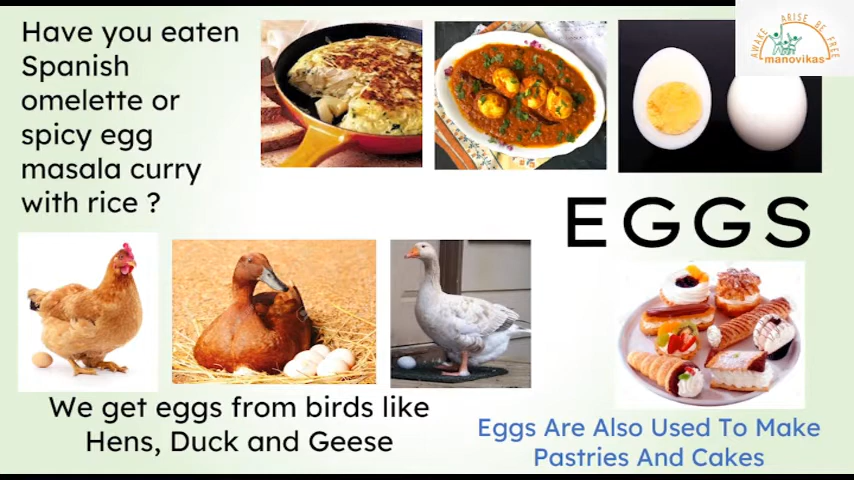 Have you eaten
Spanish
omelette or
spicy egg
masala curry
with rice ?
AWAKE ARISE BE FREE
manovikas
EGGS
We get eggs from birds like
Hens, Duck and Geese
Eggs Are Also Used To Make
Pastries And Cakes